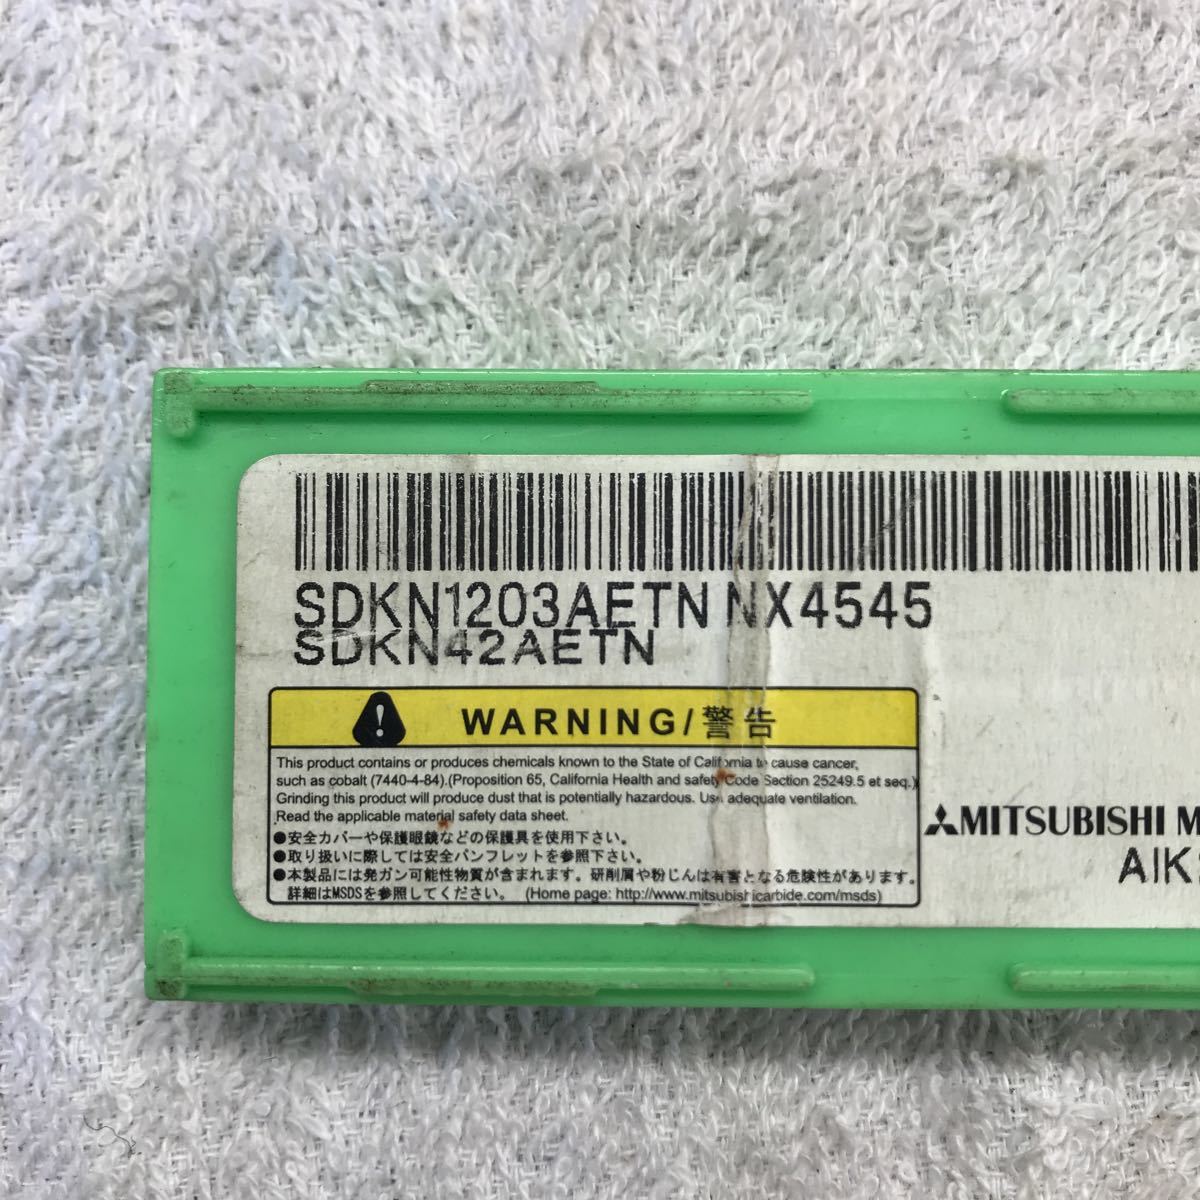 SDKN1203AETN NX4545
SDKN42AETN
WARNING/警告
This product contains or produces chemicals known to the State of California to cause cancer,
such as cobalt (7440-4-84).(Proposition 65, California Health and safety Code Section 25249.5 et seq.)
Grinding this product will produce dust that is potentially hazardous. Use adequate ventilation.
Read the applicable material safety data sheet.
●安全カバーや保護眼鏡などの保護具を使用下さい。
●取り扱いに際しては安全パンフレットを参照下さい。
●本製品には発ガン可能性物質が含まれます。研削屑や粉じんは有害となる危険性があります。
詳細はMSDSを参照してください。 (Home page: http://www.mitsubishicarbide.com/msds)
MITSUBISHI M
AIK